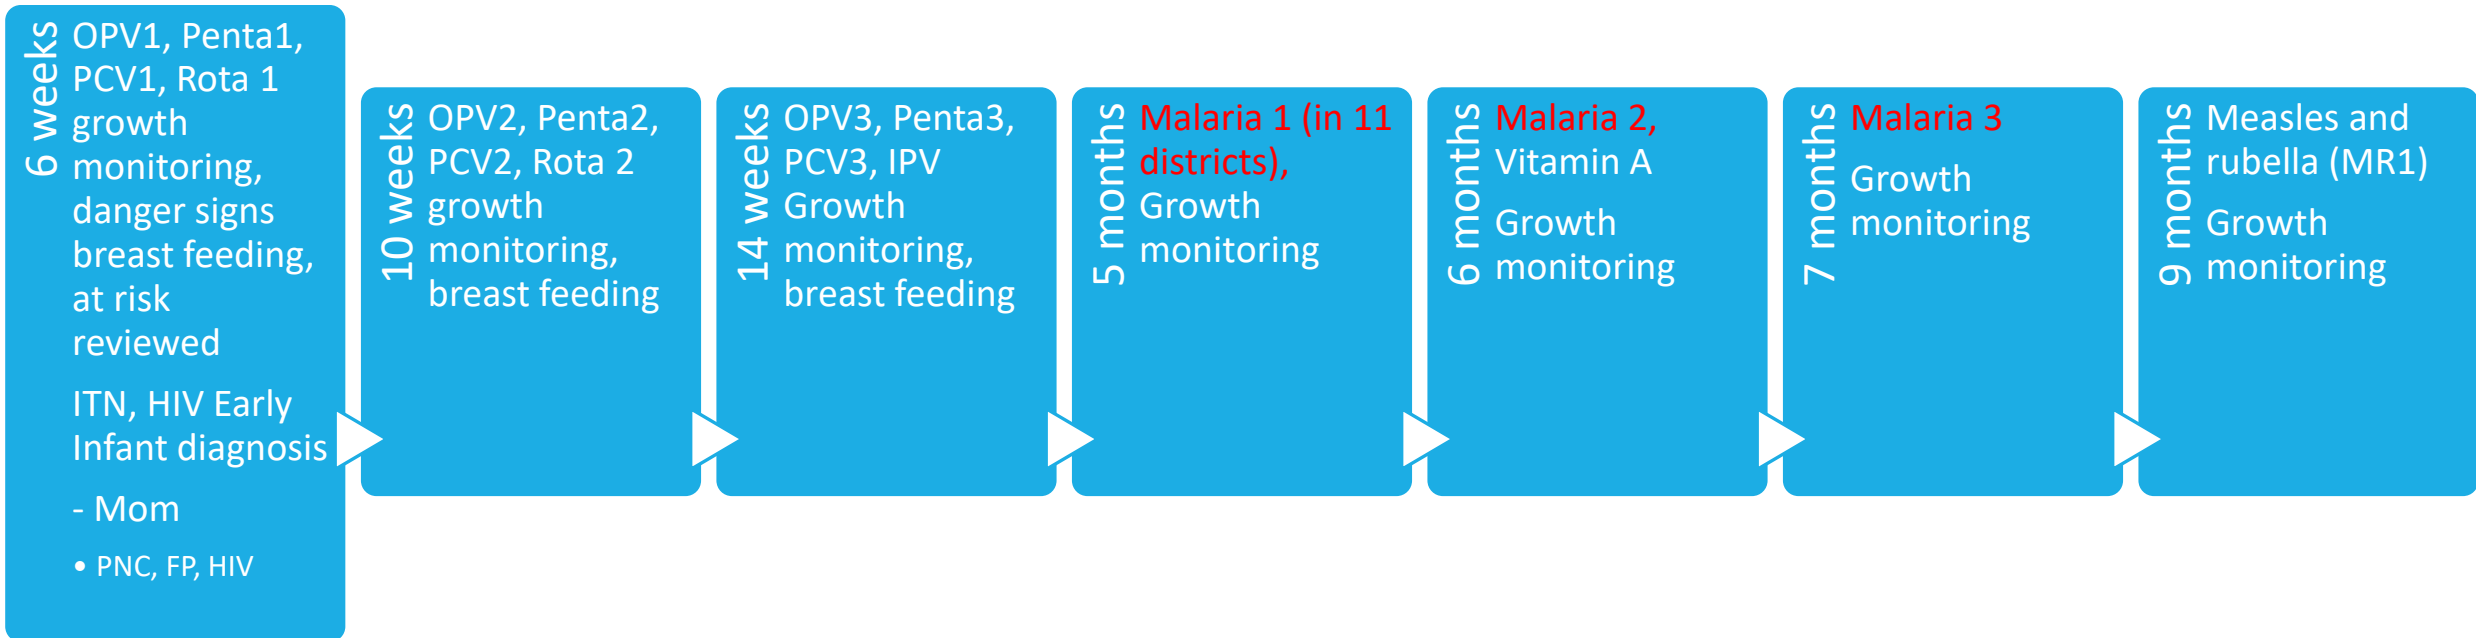 6 weeks
OPV1, Penta1,
PCV1, Rota 1
growth
monitoring,
danger signs
breast feeding,
at risk
reviewed
ITN, HIV Early
Infant diagnosis
- Mom
• PNC, FP, HIV
10 weeks
OPV2, Penta2,
PCV2, Rota 2
growth
monitoring,
breast feeding
14 weeks
OPV3, Penta3,
PCV3, IPV
Growth
monitoring,
breast feeding
5 months
Malaria 1 (in 11
districts),
Growth
monitoring
6 months
Malaria 2,
Vitamin A
Growth
monitoring
7 months
Malaria 3
Growth
monitoring
9 months
Measles and
rubella (MR1)
Growth
monitoring